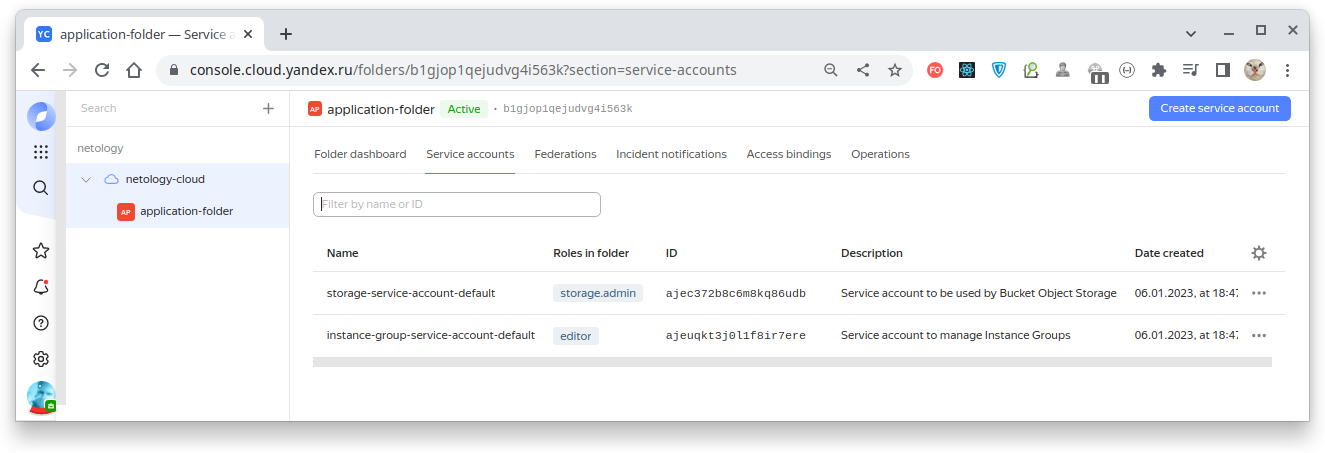 YC application-folder — Service a
console.cloud.yandex.ru/folders/b1gjop1qejudvg4i563k?section=service-accounts
FO
Search
AP application-folder Active • b1gjop1qejudvg4i563k
Create service account
netology
netology-cloud
AP application-folder
Folder dashboard Service accounts Federations Incident notifications Access bindings Operations
Filter by name or ID
Name Roles in folder ID Description Date created
storage-service-account-default storage.admin ajec372b8c6m8kq86udb Service account to be used by Bucket Object Storage 06.01.2023, at 18:47
instance-group-service-account-default editor ajeuqkt3j0l1f8ir7ere Service account to manage Instance Groups 06.01.2023, at 18:47